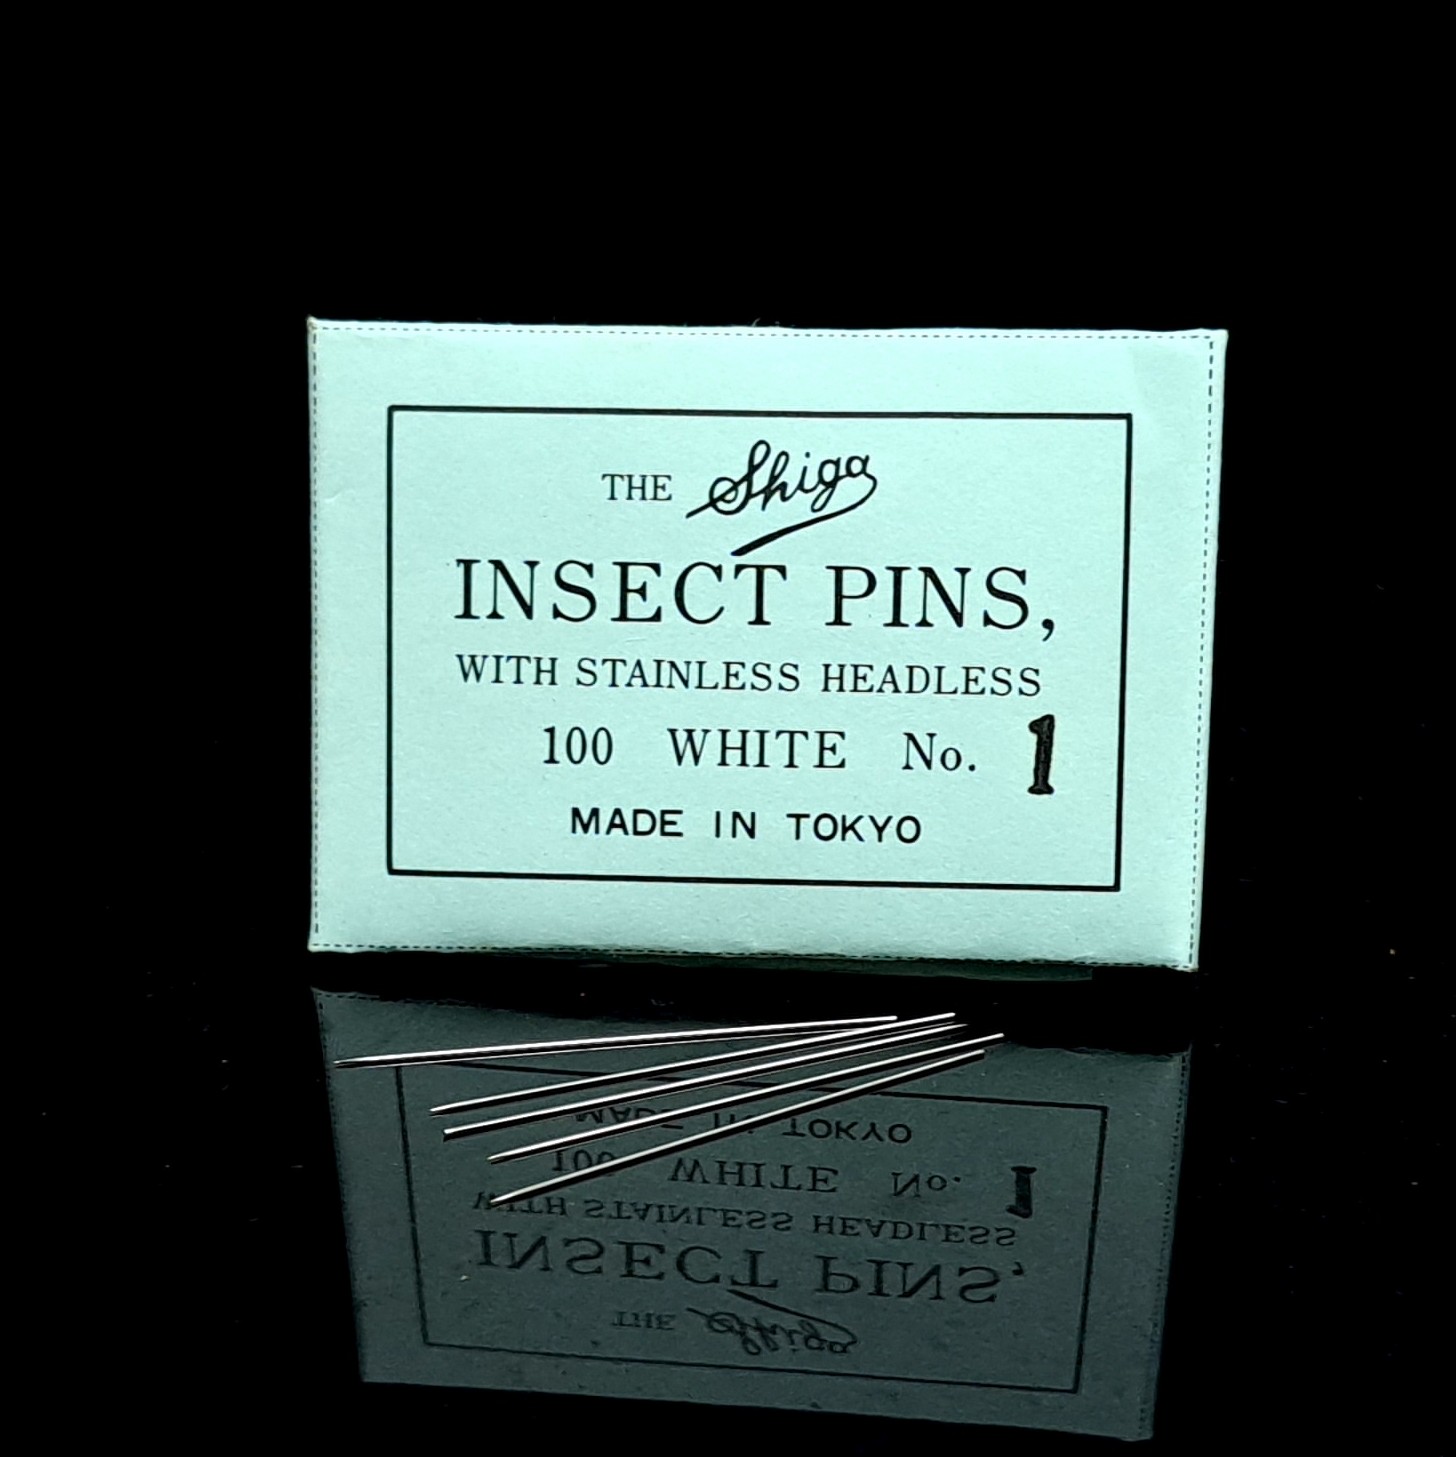 THE Shiga
INSECT PINS,
WITH STAINLESS HEADLESS
100 WHITE No. 1
MADE IN TOKYO